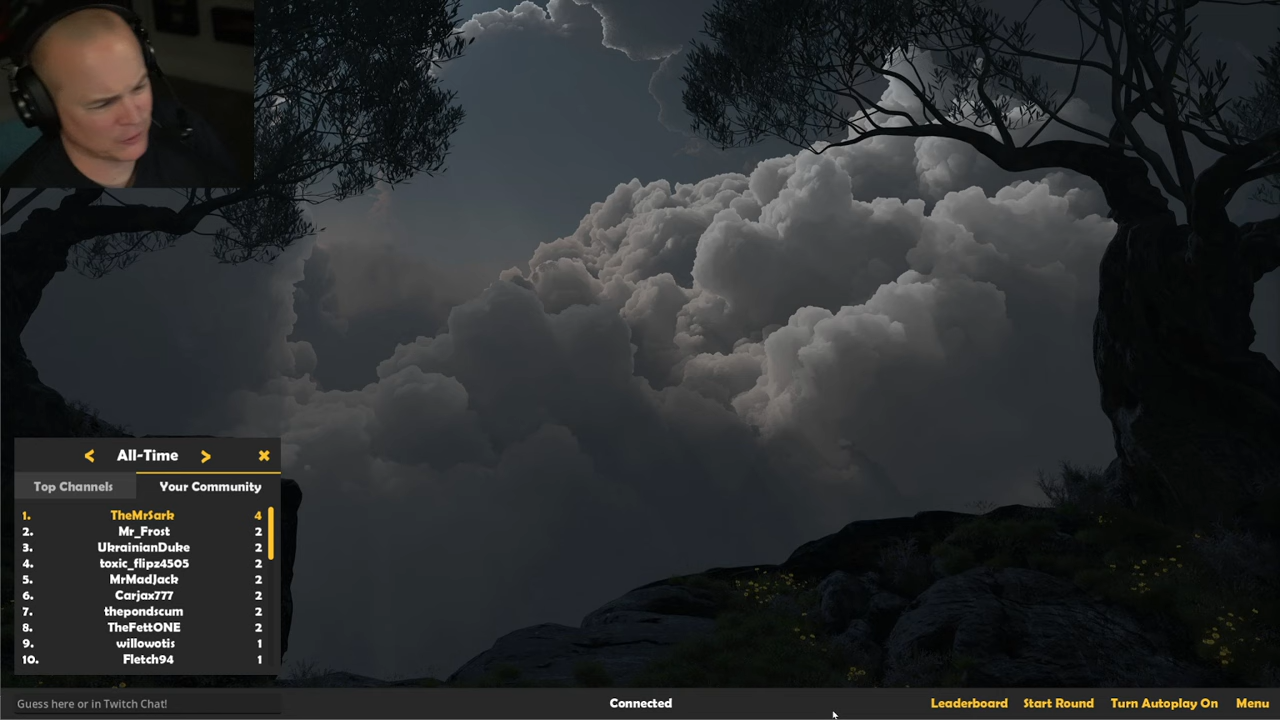 < All-Time > ×
Top Channels Your Community
1. TheMrSark 4
2. Mr_Frost 2
3. UkrainianDuke 2
4. toxic_flipz4505 2
5. MrMadJack 2
6. Carjax777 2
7. thepondscum 2
8. TheFettONE 2
9. willowotis 1
10. Fletch94 1
Guess here or in Twitch Chat! Connected Leaderboard Start Round Turn Autoplay On Menu